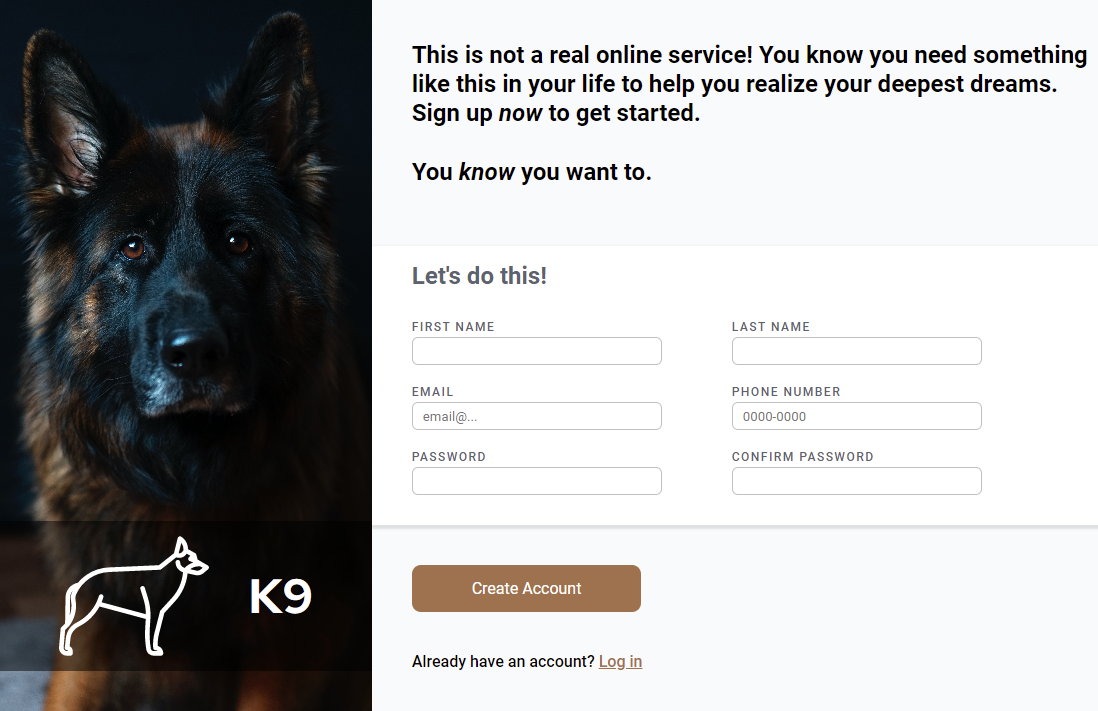 This is not a real online service! You know you need something
like this in your life to help you realize your deepest dreams.
Sign up now to get started.
You know you want to.
Let's do this!
FIRST NAME
LAST NAME
EMAIL
email@...
PHONE NUMBER
0000-0000
PASSWORD
CONFIRM PASSWORD
K9
Create Account
Already have an account? Log in